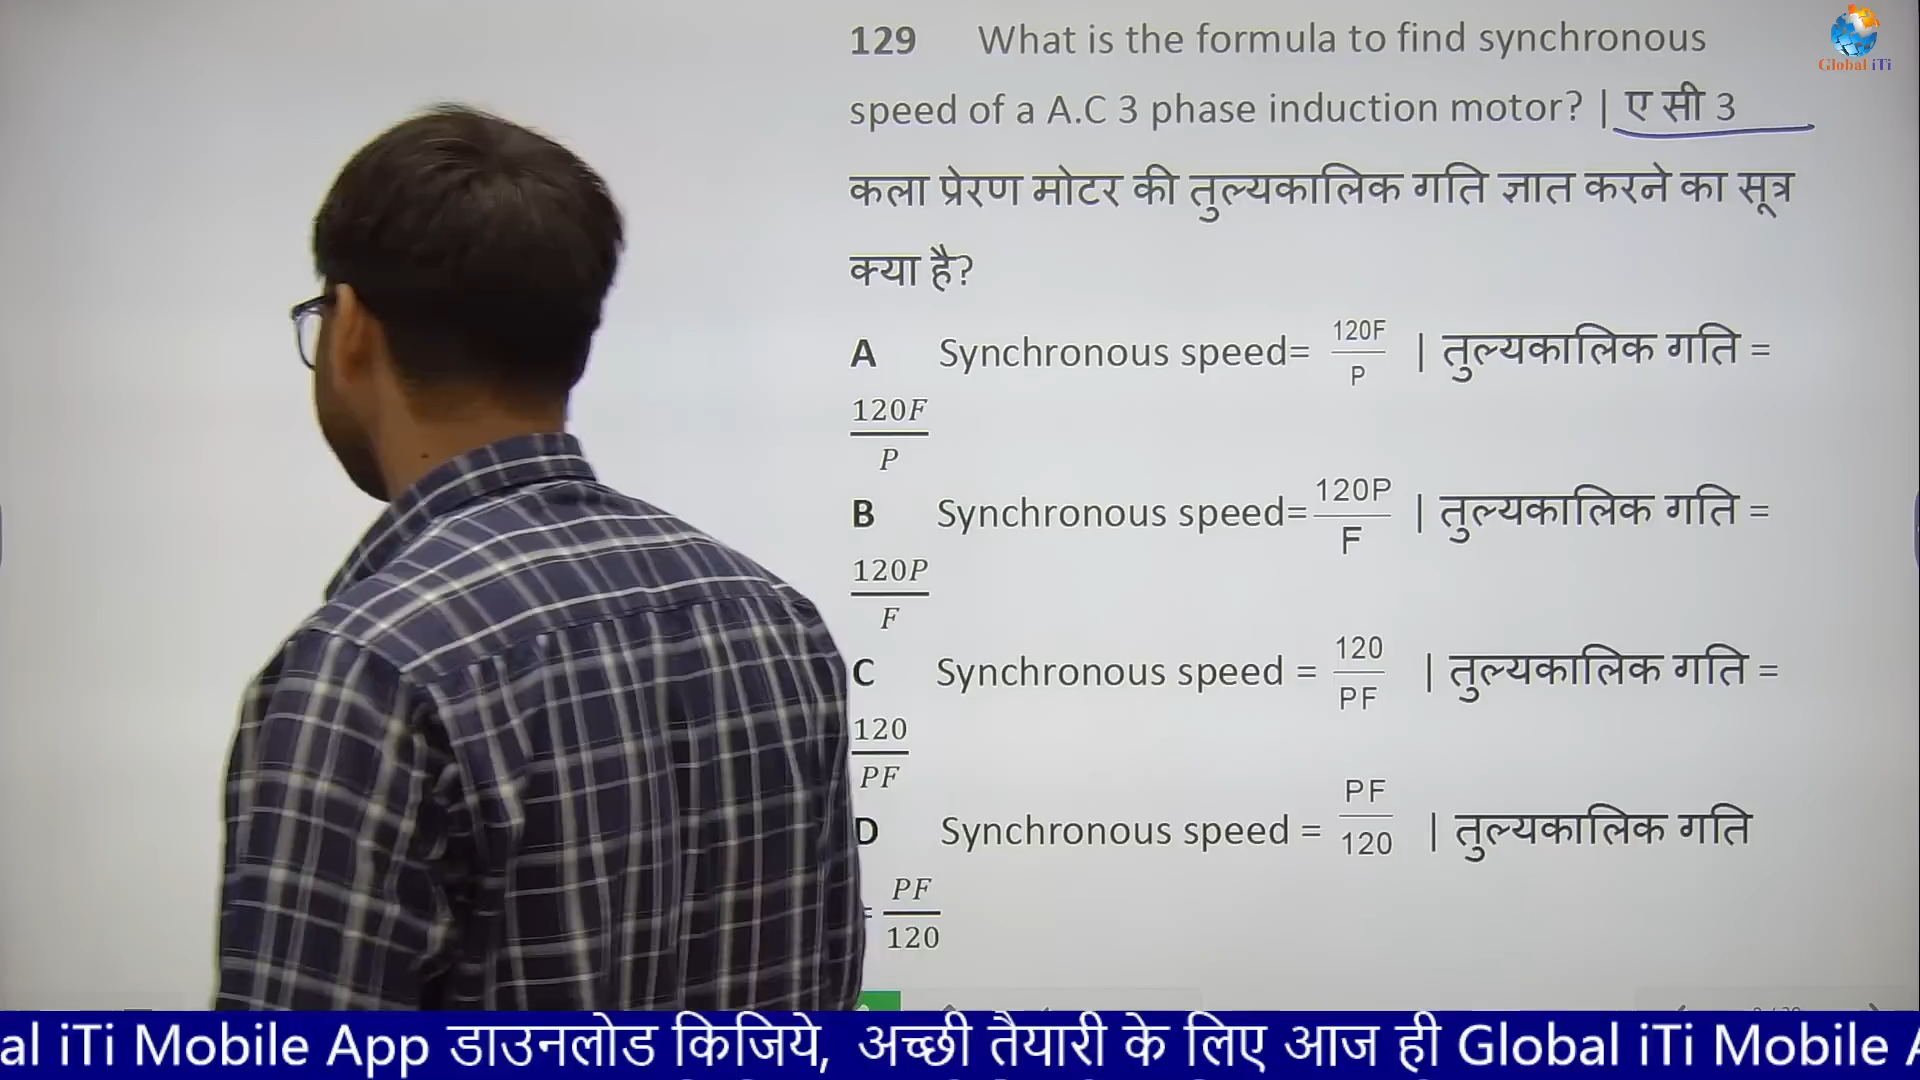 129 What is the formula to find synchronous
speed of a A.C 3 phase induction motor? | ए सी 3
कला प्रेरण मोटर की तुल्यकालिक गति ज्ञात करने का सूत्र
क्या है?
A Synchronous speed= 120F/P | तुल्यकालिक गति =
120F/P
B Synchronous speed= 120P/F | तुल्यकालिक गति =
120P/F
C Synchronous speed = 120/PF | तुल्यकालिक गति =
120/PF
D Synchronous speed = PF/120 | तुल्यकालिक गति
= PF/120
Global iTi
al iTi Mobile App डाउनलोड किजिये, अच्छी तैयारी के लिए आज ही Global iTi Mobile